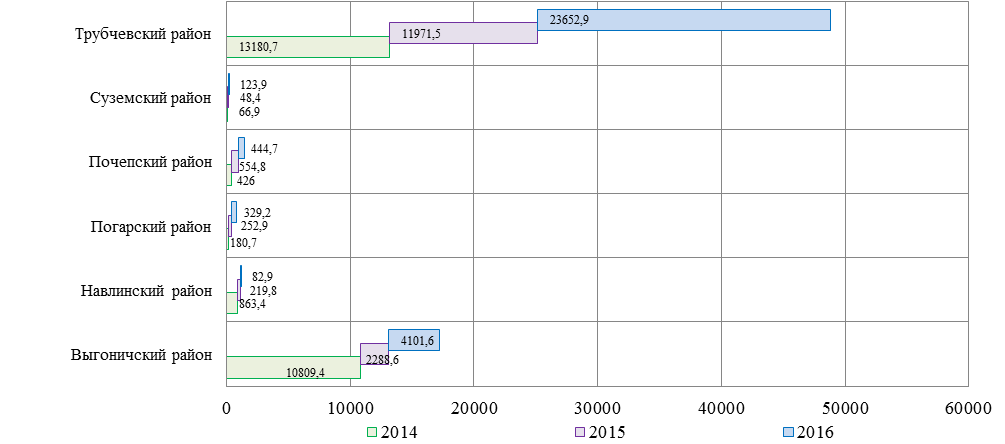 Трубчевский район
23652,9
11971,5
13180,7
Суземский район
123,9
48,4
66,9
Почепский район
444,7
554,8
426
Погарский район
329,2
252,9
180,7
Навлинский район
82,9
219,8
863,4
Выгоничский район
4101,6
2288,6
10809,4
0 10000 20000 30000 40000 50000 60000
2014 2015 2016